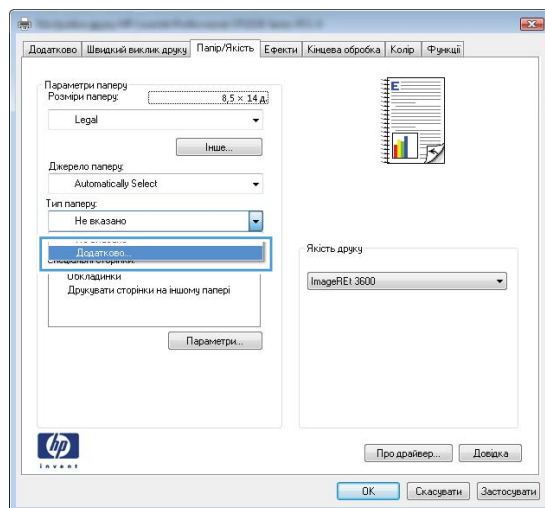 Додатково
Швидкий виклик друку
Папір/Якість
Ефекти
Кінцева обробка
Колір
Функції
Параметри паперу
Розміри паперу:
8,5 × 14 д.
Legal
Інше...
Джерело паперу:
Automatically Select
Тип паперу:
Не вказано
Додатково...
Обкладинки
Друкувати сторінки на іншому папері
Параметри...
E
Якість друку
ImageREt 3600
hp
invent
Про драйвер...
Довідка
OK
Скасувати
Застосувати